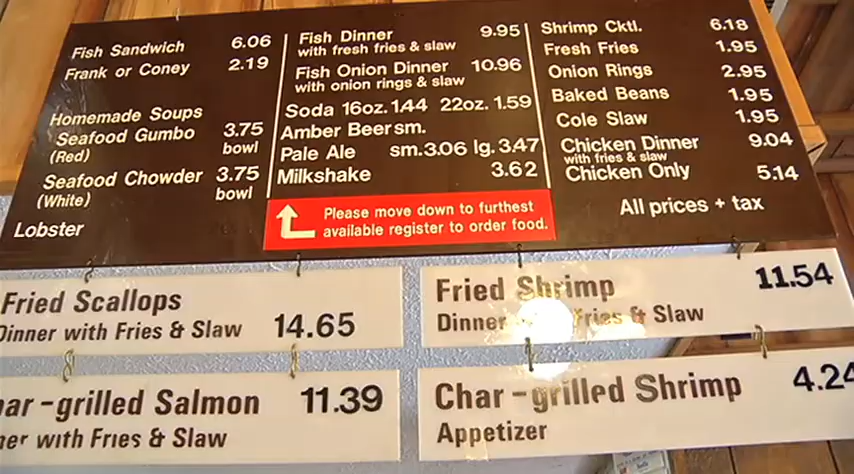 Fish Sandwich 6.06
Frank or Coney 2.19
Homemade Soups
Seafood Gumbo 3.75
(Red) bowl
Seafood Chowder 3.75
(White) bowl
Lobster
Fish Dinner 9.95
with fresh fries & slaw
Fish Onion Dinner 10.96
with onion rings & slaw
Soda 16oz. 1.44 22oz. 1.59
Amber Beer sm.
Pale Ale sm. 3.06 lg. 3.47
Milkshake 3.62
Please move down to furthest
available register to order food.
Shrimp Cktl. 6.18
Fresh Fries 1.95
Onion Rings 2.95
Baked Beans 1.95
Cole Slaw 1.95
Chicken Dinner 9.04
with fries & slaw
Chicken Only 5.14
All prices + tax
Fried Scallops
Dinner with Fries & Slaw 14.65
Fried Shrimp 11.54
Dinner Fries & Slaw
ar-grilled Salmon 11.39
er with Fries & Slaw
Char-grilled Shrimp 4.24
Appetizer